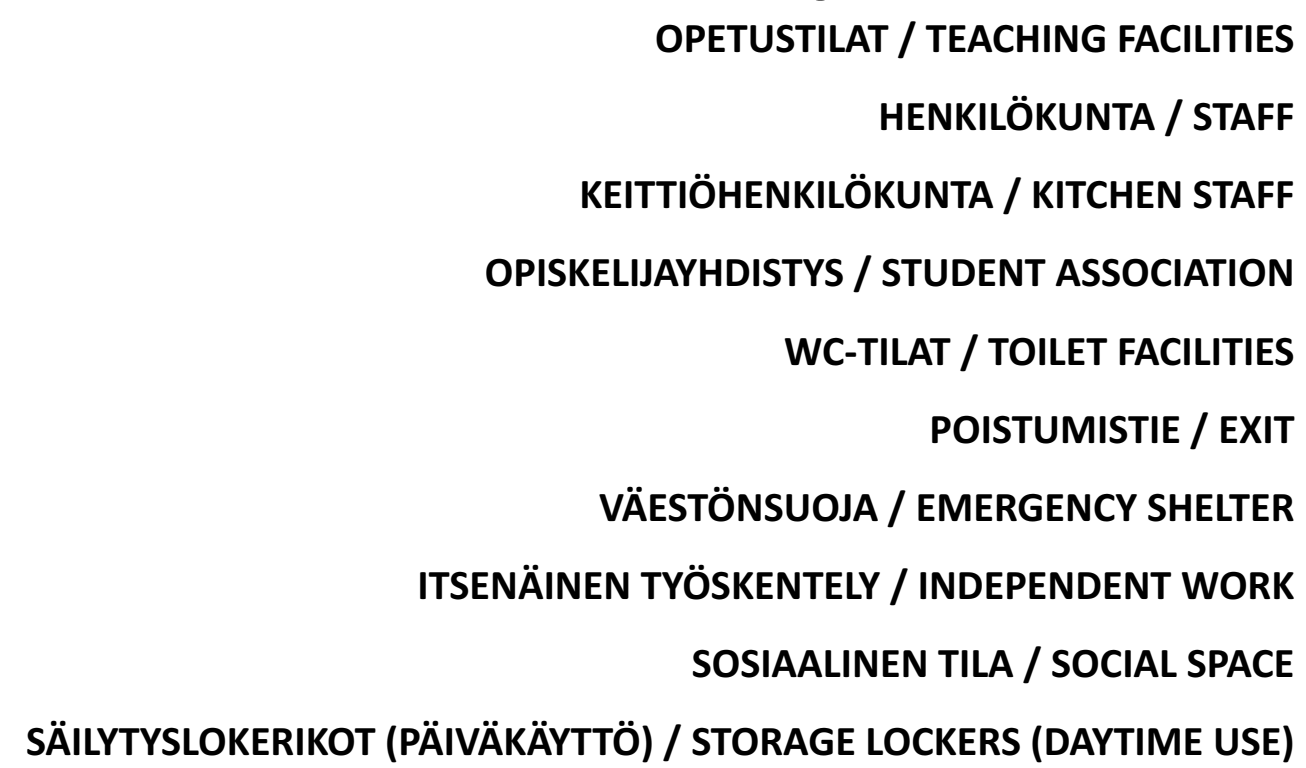 OPETUSTILAT / TEACHING FACILITIES
HENKILÖKUNTA / STAFF
KEITTIÖHENKILÖKUNTA / KITCHEN STAFF
OPISKELIJAYHDISTYS / STUDENT ASSOCIATION
WC-TILAT / TOILET FACILITIES
POISTUMISTIE / EXIT
VÄESTÖNSUOJA / EMERGENCY SHELTER
ITSENÄINEN TYÖSKENTELY / INDEPENDENT WORK
SOSIAALINEN TILA / SOCIAL SPACE
SÄILYTYSLOKERIKOT (PÄIVÄKÄYTTÖ) / STORAGE LOCKERS (DAYTIME USE)